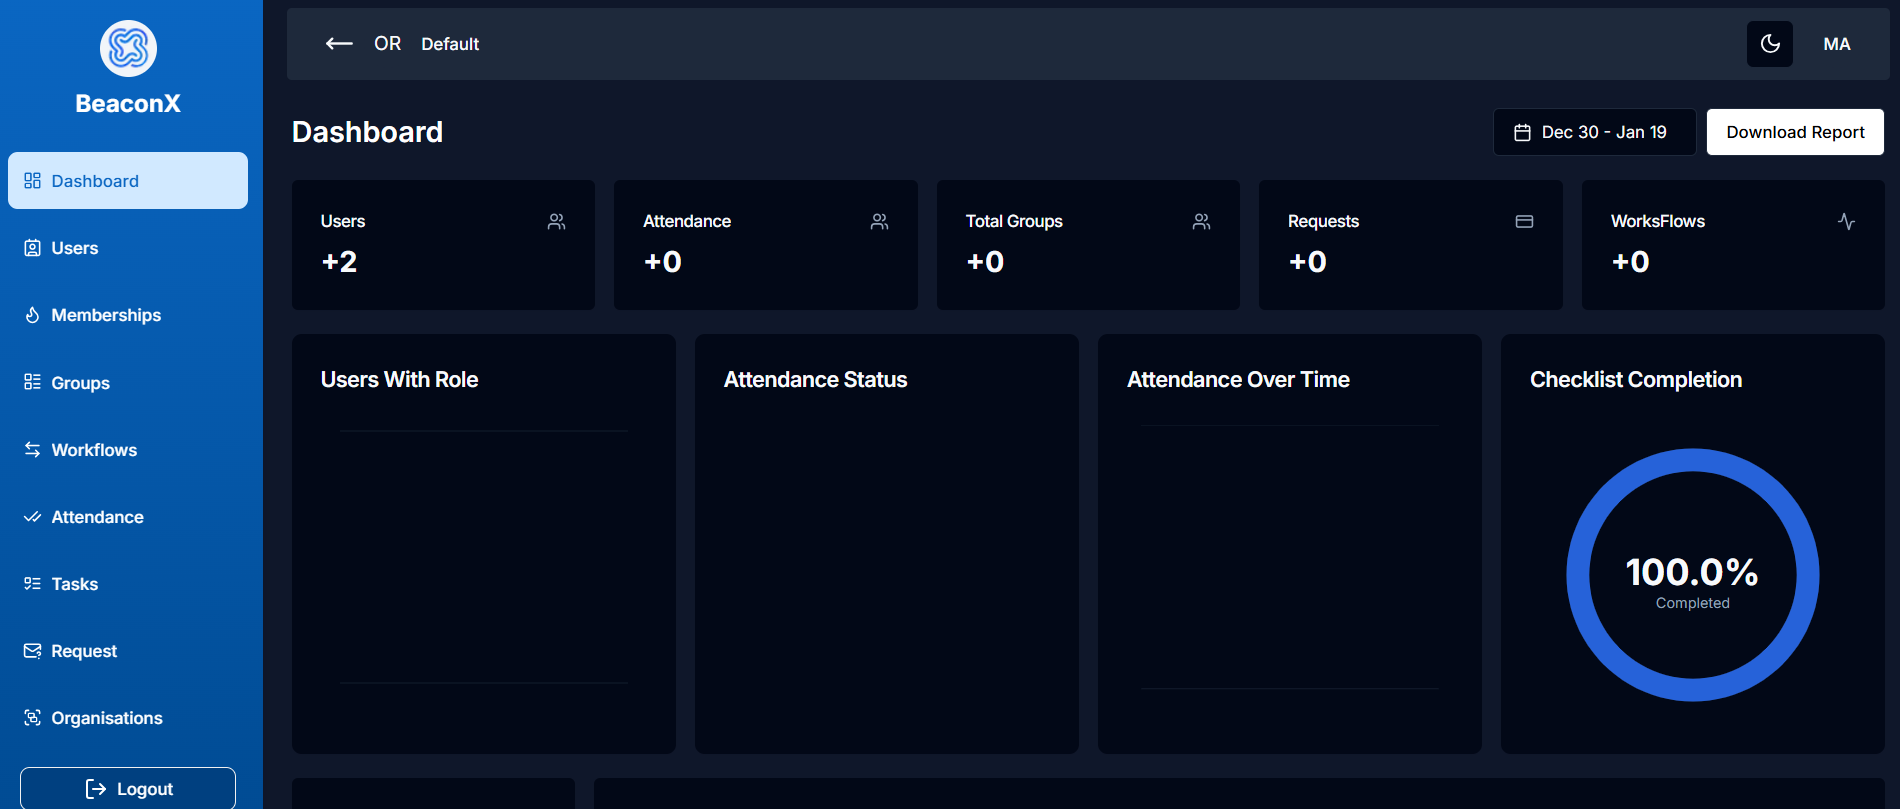 BeaconX
Dashboard
Users
Memberships
Groups
Workflows
Attendance
Tasks
Request
Organisations
Logout
OR Default
MA
Dashboard
Dec 30 - Jan 19
Download Report
Users
+2
Attendance
+0
Total Groups
+0
Requests
+0
WorksFlows
+0
Users With Role
Attendance Status
Attendance Over Time
Checklist Completion
100.0%
Completed